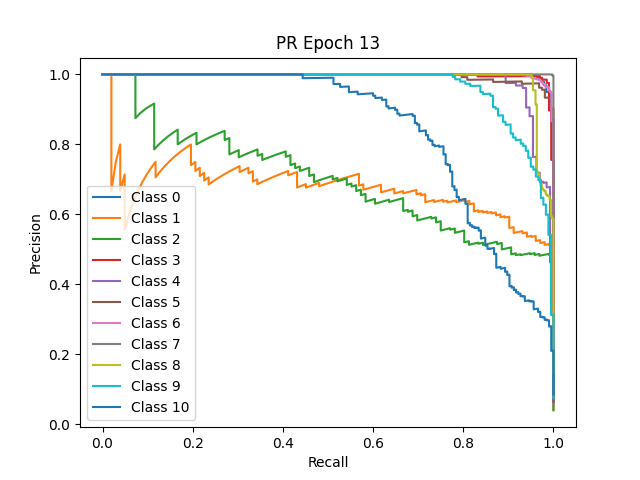 PR Epoch 13
1.0
0.8
0.6
0.4
0.2
0.0
Precision
Class 0
Class 1
Class 2
Class 3
Class 4
Class 5
Class 6
Class 7
Class 8
Class 9
Class 10
0.0 0.2 0.4 0.6 0.8 1.0
Recall